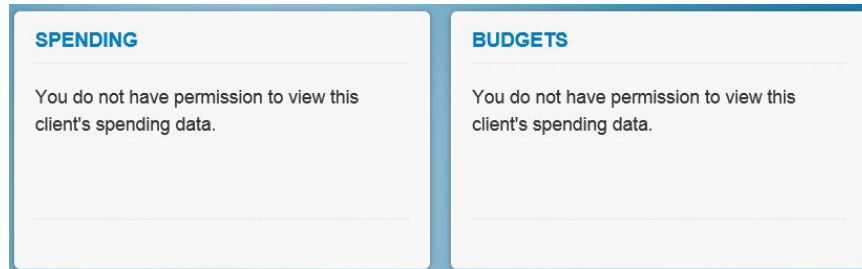 SPENDING
You do not have permission to view this
client's spending data.
BUDGETS
You do not have permission to view this
client's spending data.